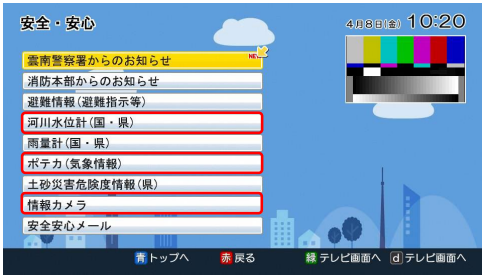 安全・安心
4月8日(金) 10:20
雲南警察署からのお知らせ NEW
消防本部からのお知らせ
避難情報(避難指示等)
河川水位計(国・県)
雨量計(国・県)
ポテカ(気象情報)
土砂災害危険度情報(県)
情報カメラ
安全安心メール
青 トップへ 赤 戻る 緑 テレビ画面へ d テレビ画面へ